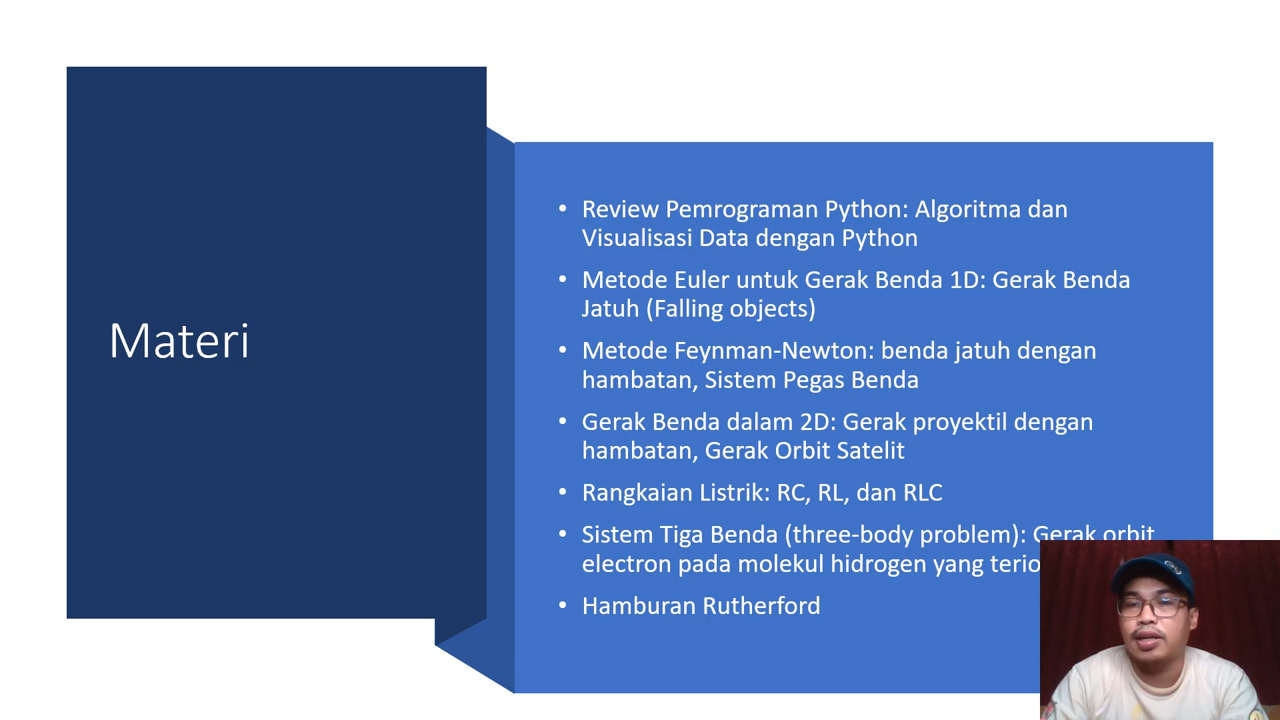 Materi
• Review Pemrograman Python: Algoritma dan
Visualisasi Data dengan Python
• Metode Euler untuk Gerak Benda 1D: Gerak Benda
Jatuh (Falling objects)
• Metode Feynman-Newton: benda jatuh dengan
hambatan, Sistem Pegas Benda
• Gerak Benda dalam 2D: Gerak proyektil dengan
hambatan, Gerak Orbit Satelit
• Rangkaian Listrik: RC, RL, dan RLC
• Sistem Tiga Benda (three-body problem): Gerak orbit
electron pada molekul hidrogen yang
• Hamburan Rutherford